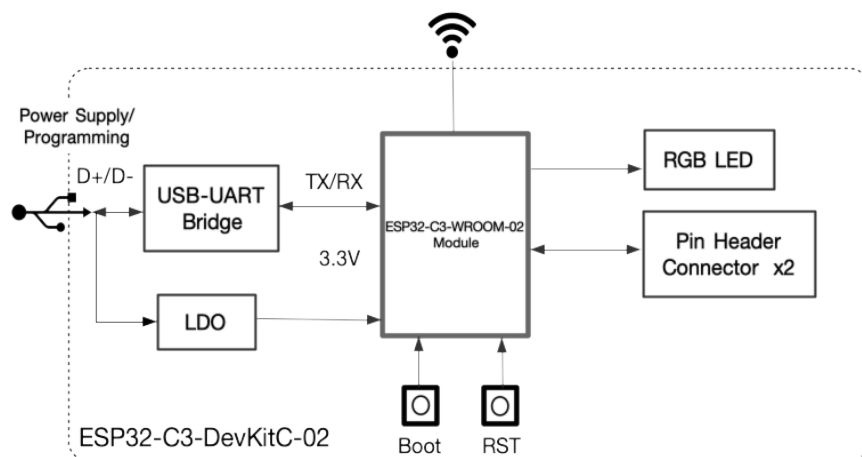 Power Supply/
Programming
D+/D-
USB-UART
Bridge
TX/RX
ESP32-C3-WROOM-02
Module
RGB LED
Pin Header
Connector x2
3.3V
LDO
Boot
RST
ESP32-C3-DevKitC-02